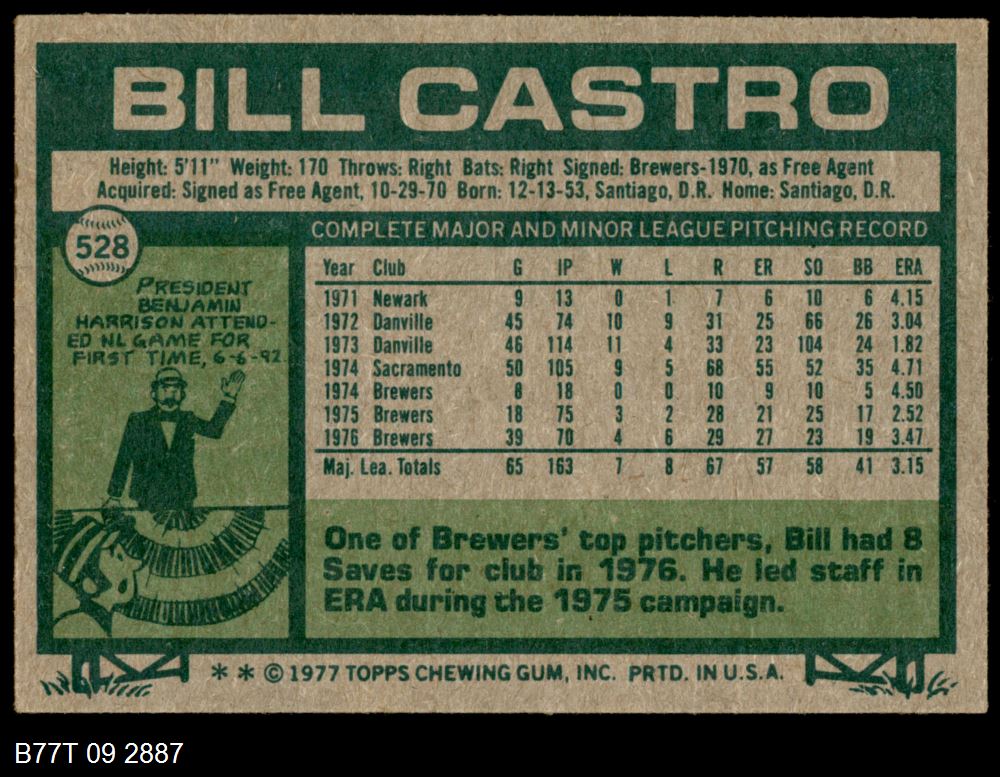 BILL CASTRO
Height: 5'11" Weight: 170 Throws: Right Bats: Right Signed: Brewers-1970, as Free Agent
Acquired: Signed as Free Agent, 10-29-70 Born: 12-13-53, Santiago, D.R. Home: Santiago, D.R.
528
PRESIDENT
BENJAMIN
HARRISON ATTEND-
ED NL GAME FOR
FIRST TIME, 6-6-92.
COMPLETE MAJOR AND MINOR LEAGUE PITCHING RECORD
Year Club G IP W L R ER SO BB ERA
1971 Newark 9 13 0 1 7 6 10 6 4.15
1972 Danville 45 74 10 9 31 25 66 26 3.04
1973 Danville 46 114 11 4 33 23 104 24 1.82
1974 Sacramento 50 105 9 5 68 55 52 35 4.71
1974 Brewers 8 18 0 0 10 9 10 5 4.50
1975 Brewers 18 75 3 2 28 21 25 17 2.52
1976 Brewers 39 70 4 6 29 27 23 19 3.47
Maj. Lea. Totals 65 163 7 8 67 57 58 41 3.15
One of Brewers' top pitchers, Bill had 8
Saves for club in 1976. He led staff in
ERA during the 1975 campaign.
* * © 1977 TOPPS CHEWING GUM, INC. PRTD. IN U.S.A.
B77T 09 2887